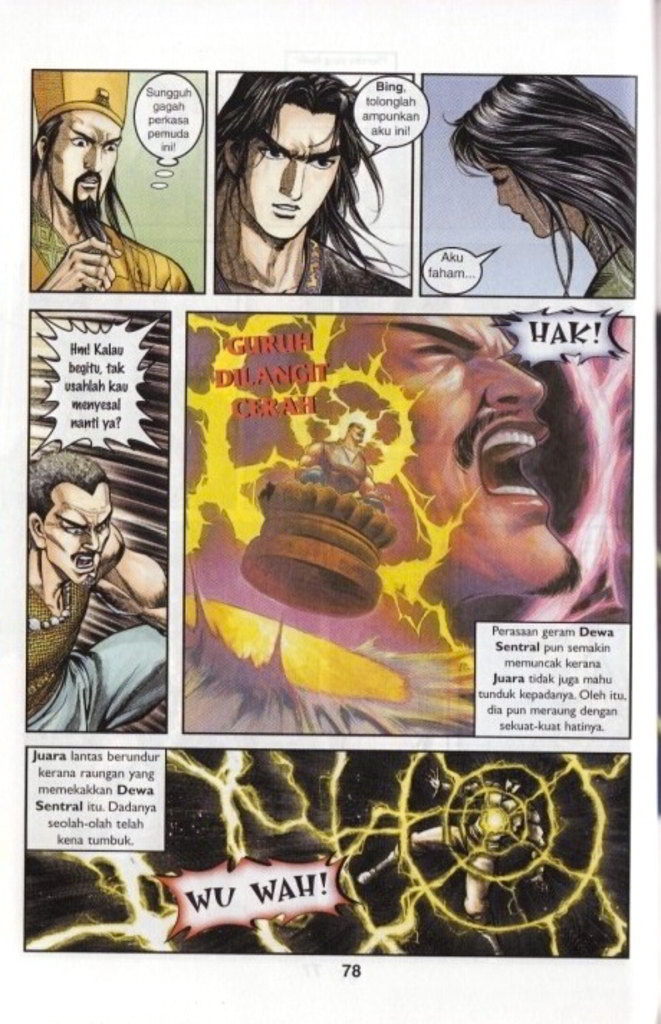 Sungguh
gagah
perkasa
pemuda
ini!
Bing,
tolonglah
ampunkan
aku ini!
Aku
faham...
Hm! Kalau
begitu, tak
usahlah kau
menyesal
nanti ya?
GURUH
DILANGIT
CERAH
HAK!
Perasaan geram Dewa
Sentral pun semakin
memuncak kerana
Juara tidak juga mahu
tunduk kepadanya. Oleh itu,
dia pun meraung dengan
sekuat-kuat hatinya.
Juara lantas berundur
kerana raungan yang
memekakkan Dewa
Sentral itu. Dadanya
seolah-olah telah
kena tumbuk.
WU WAH!
78